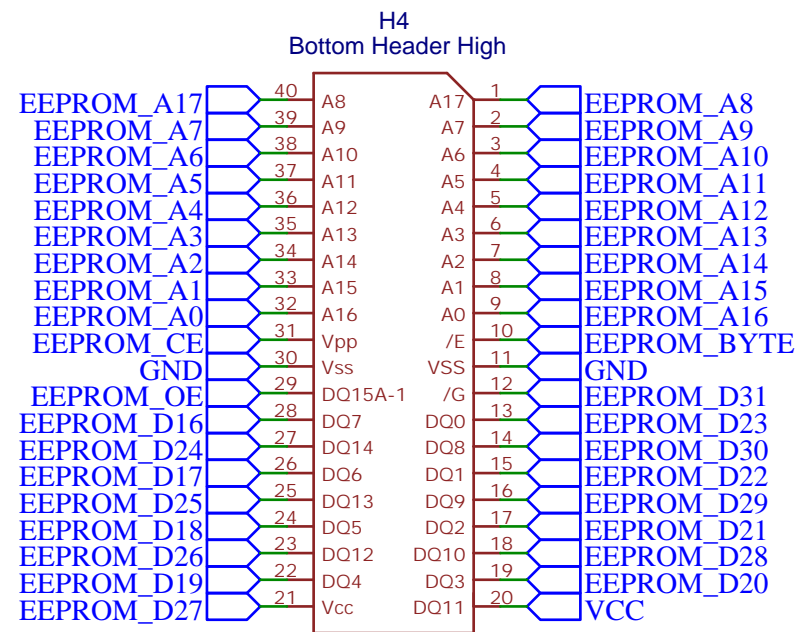 H4
Bottom Header High
EEPROM_A17 40 A8 A17 1 EEPROM_A8
EEPROM_A7 39 A9 A7 2 EEPROM_A9
EEPROM_A6 38 A10 A6 3 EEPROM_A10
EEPROM_A5 37 A11 A5 4 EEPROM_A11
EEPROM_A4 36 A12 A4 5 EEPROM_A12
EEPROM_A3 35 A13 A3 6 EEPROM_A13
EEPROM_A2 34 A14 A2 7 EEPROM_A14
EEPROM_A1 33 A15 A1 8 EEPROM_A15
EEPROM_A0 32 A16 A0 9 EEPROM_A16
EEPROM_CE 31 Vpp /E 10 EEPROM_BYTE
GND 30 Vss VSS 11 GND
EEPROM_OE 29 DQ15A-1 /G 12 EEPROM_D31
EEPROM_D16 28 DQ7 DQ0 13 EEPROM_D23
EEPROM_D24 27 DQ14 DQ8 14 EEPROM_D30
EEPROM_D17 26 DQ6 DQ1 15 EEPROM_D22
EEPROM_D25 25 DQ13 DQ9 16 EEPROM_D29
EEPROM_D18 24 DQ5 DQ2 17 EEPROM_D21
EEPROM_D26 23 DQ12 DQ10 18 EEPROM_D28
EEPROM_D19 22 DQ4 DQ3 19 EEPROM_D20
EEPROM_D27 21 Vcc DQ11 20 VCC